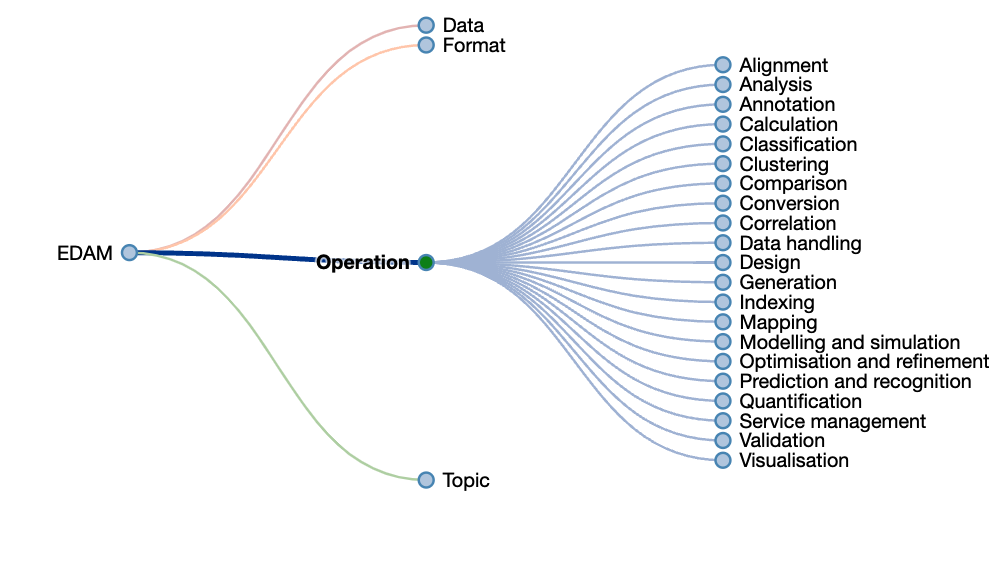 Data
Format
EDAM
Operation
Topic
Alignment
Analysis
Annotation
Calculation
Classification
Clustering
Comparison
Conversion
Correlation
Data handling
Design
Generation
Indexing
Mapping
Modelling and simulation
Optimisation and refinement
Prediction and recognition
Quantification
Service management
Validation
Visualisation